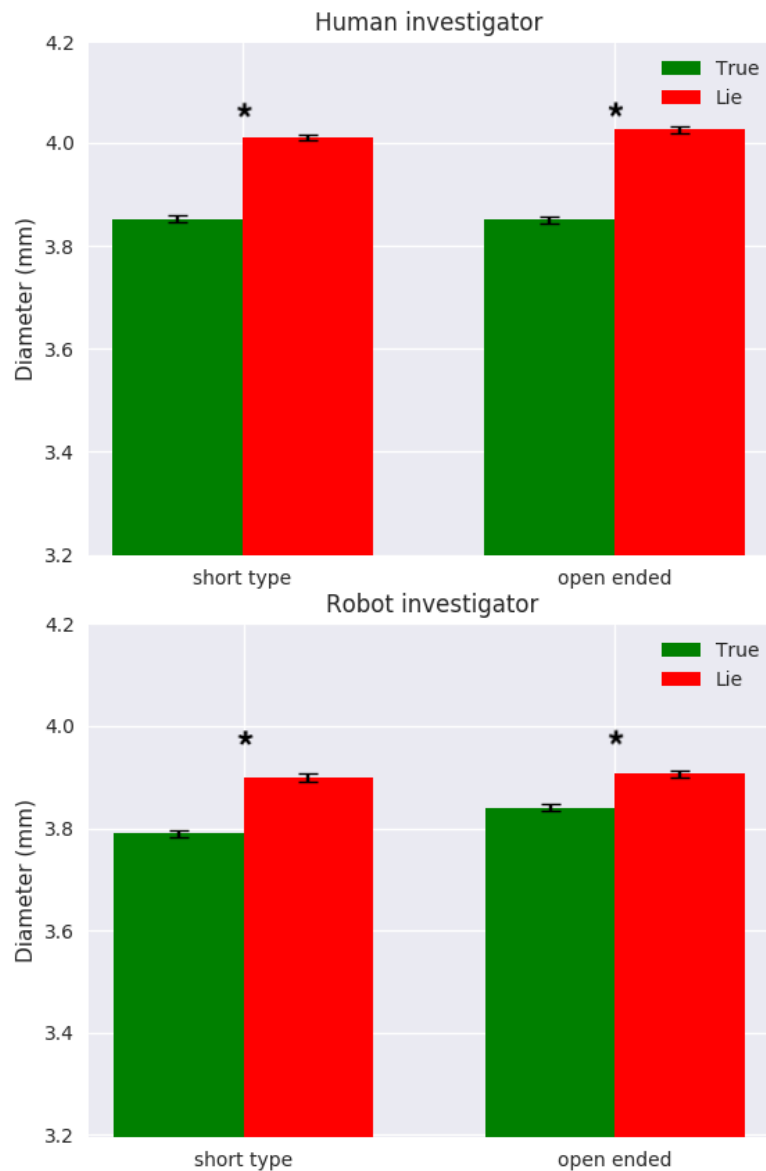 Human investigator
4.2
True
Lie
* *
4.0
3.8
Diameter (mm)
3.6
3.4
3.2
short type open ended
Robot investigator
4.2
True
Lie
* *
4.0
3.8
Diameter (mm)
3.6
3.4
3.2
short type open ended